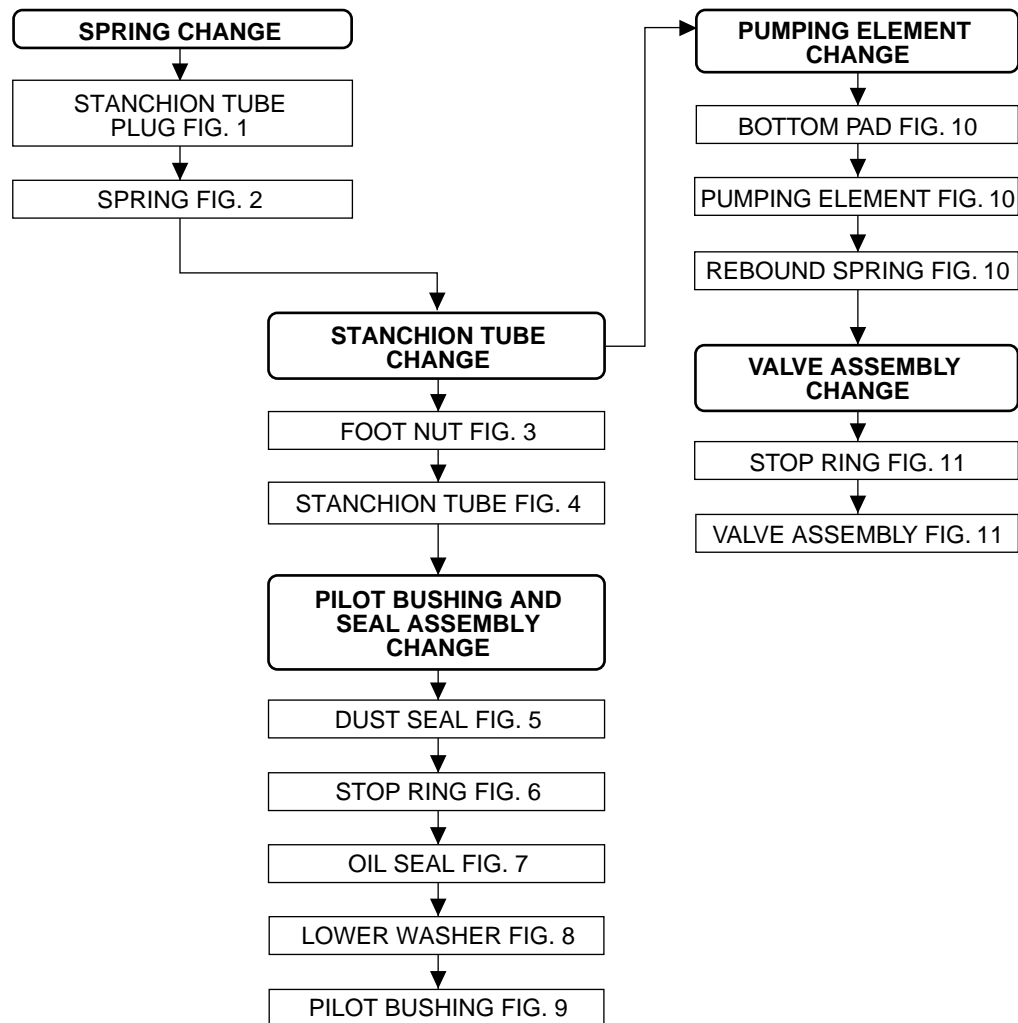 SPRING CHANGE
STANCHION TUBE
PLUG FIG. 1
SPRING FIG. 2
STANCHION TUBE
CHANGE
FOOT NUT FIG. 3
STANCHION TUBE FIG. 4
PILOT BUSHING AND
SEAL ASSEMBLY
CHANGE
DUST SEAL FIG. 5
STOP RING FIG. 6
OIL SEAL FIG. 7
LOWER WASHER FIG. 8
PILOT BUSHING FIG. 9
PUMPING ELEMENT
CHANGE
BOTTOM PAD FIG. 10
PUMPING ELEMENT FIG. 10
REBOUND SPRING FIG. 10
VALVE ASSEMBLY
CHANGE
STOP RING FIG. 11
VALVE ASSEMBLY FIG. 11